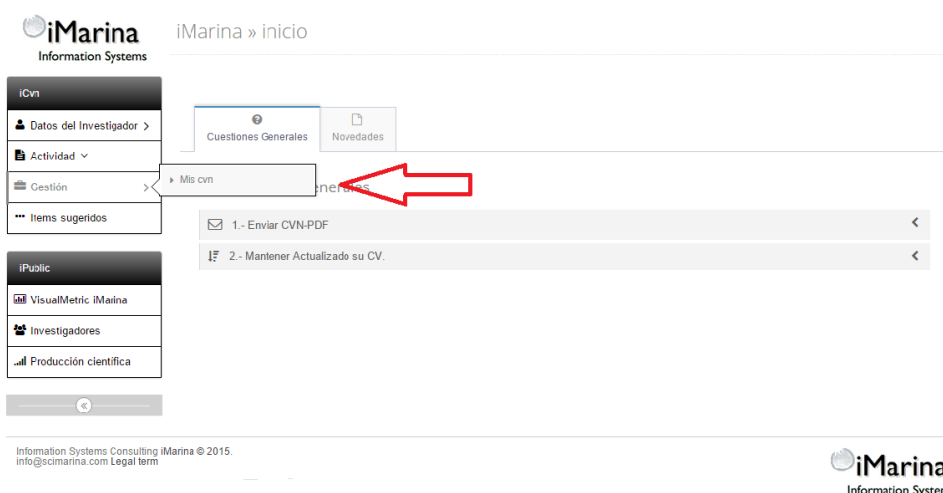 iMarina
Information Systems
iMarina » inicio
iCvn
Datos del Investigador
Actividad
Gestión
Mis cvn
Items sugeridos
Cuestiones Generales
Novedades
1.- Enviar CVN-PDF
2.- Mantener Actualizado su CV.
iPublic
VisualMetric iMarina
Investigadores
Producción científica
Information Systems Consulting iMarina © 2015.
info@scimarina.com Legal term
iMarina
Information System